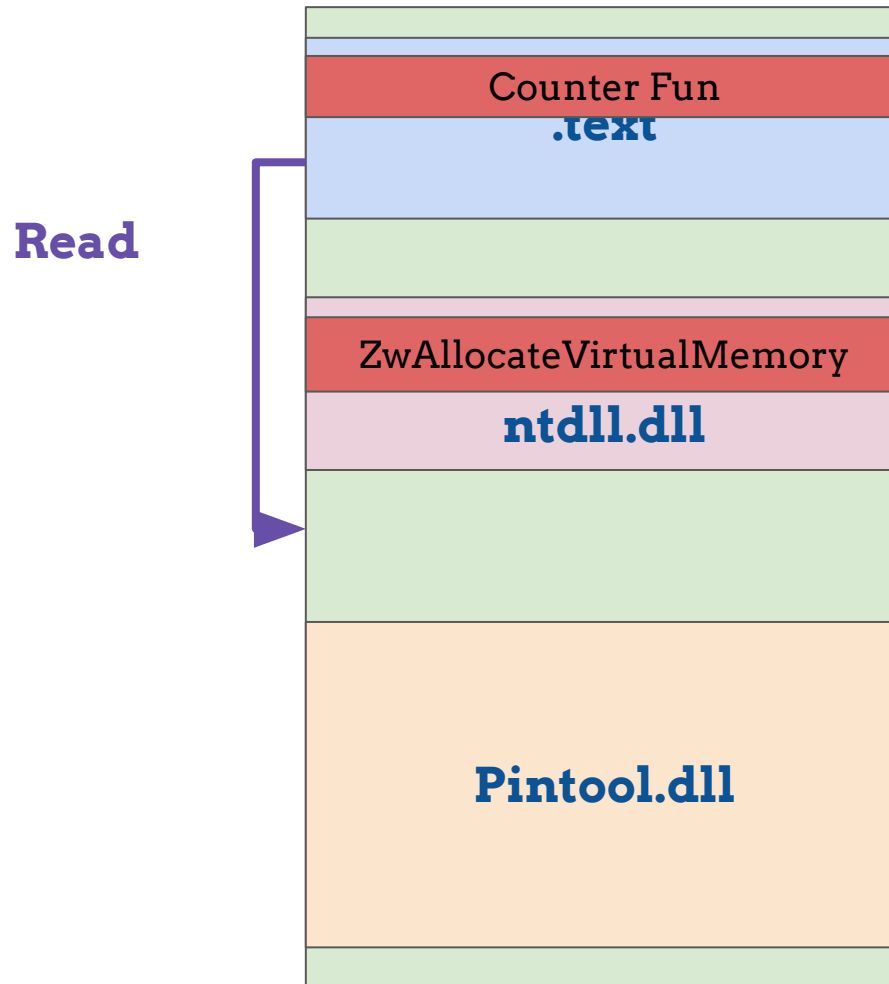 Counter Fun
.text
Read
ZwAllocateVirtualMemory
ntdll.dll
Pintool.dll